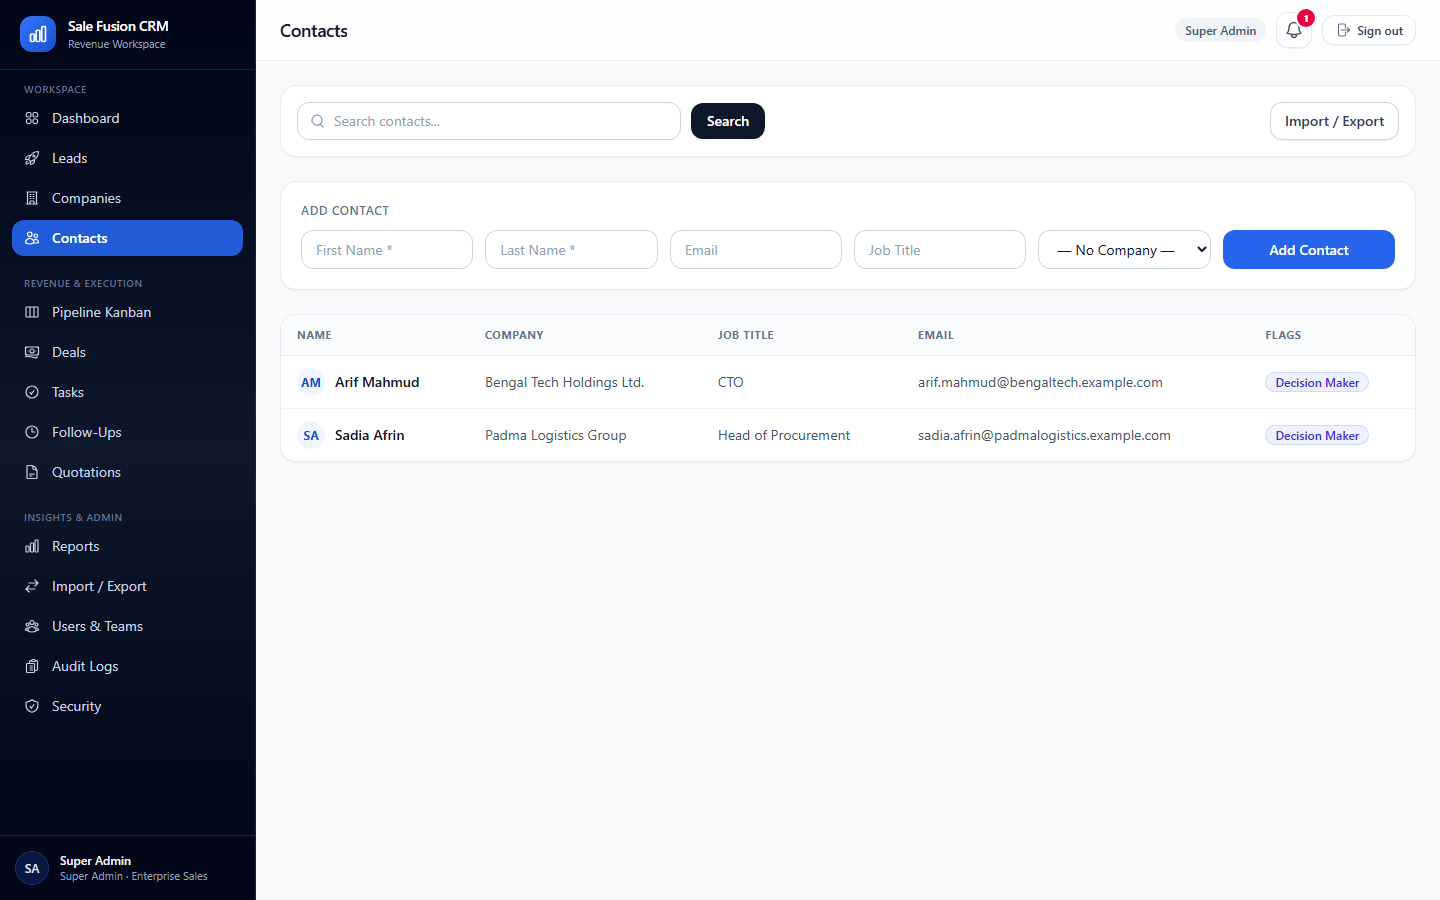 Sale Fusion CRM
Revenue Workspace
WORKSPACE
Dashboard
Leads
Companies
Contacts
REVENUE & EXECUTION
Pipeline Kanban
Deals
Tasks
Follow-Ups
Quotations
INSIGHTS & ADMIN
Reports
Import / Export
Users & Teams
Audit Logs
Security
SA
Super Admin
Super Admin · Enterprise Sales
Contacts
Super Admin
1
Sign out
Search contacts...
Search
Import / Export
ADD CONTACT
First Name *
Last Name *
Email
Job Title
— No Company —
Add Contact
NAME COMPANY JOB TITLE EMAIL FLAGS
AM Arif Mahmud Bengal Tech Holdings Ltd. CTO arif.mahmud@bengaltech.example.com Decision Maker
SA Sadia Afrin Padma Logistics Group Head of Procurement sadia.afrin@padmalogistics.example.com Decision Maker